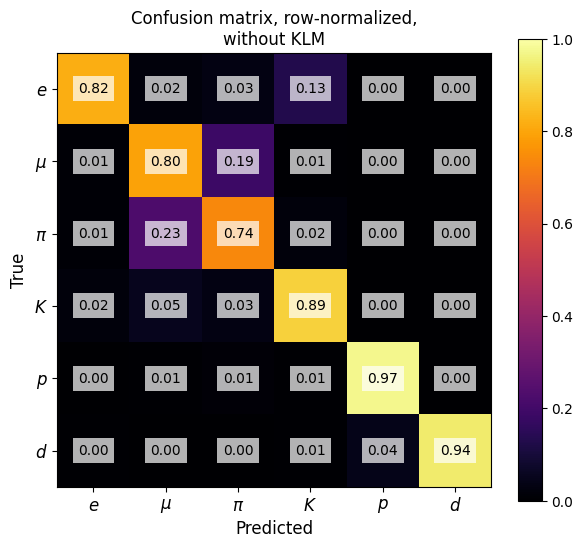 Confusion matrix, row-normalized,
without KLM
e 0.82 0.02 0.03 0.13 0.00 0.00
μ 0.01 0.80 0.19 0.01 0.00 0.00
π 0.01 0.23 0.74 0.02 0.00 0.00
K 0.02 0.05 0.03 0.89 0.00 0.00
p 0.00 0.01 0.01 0.01 0.97 0.00
d 0.00 0.00 0.00 0.01 0.04 0.94
e μ π K p d
True
Predicted
1.0
0.8
0.6
0.4
0.2
0.0